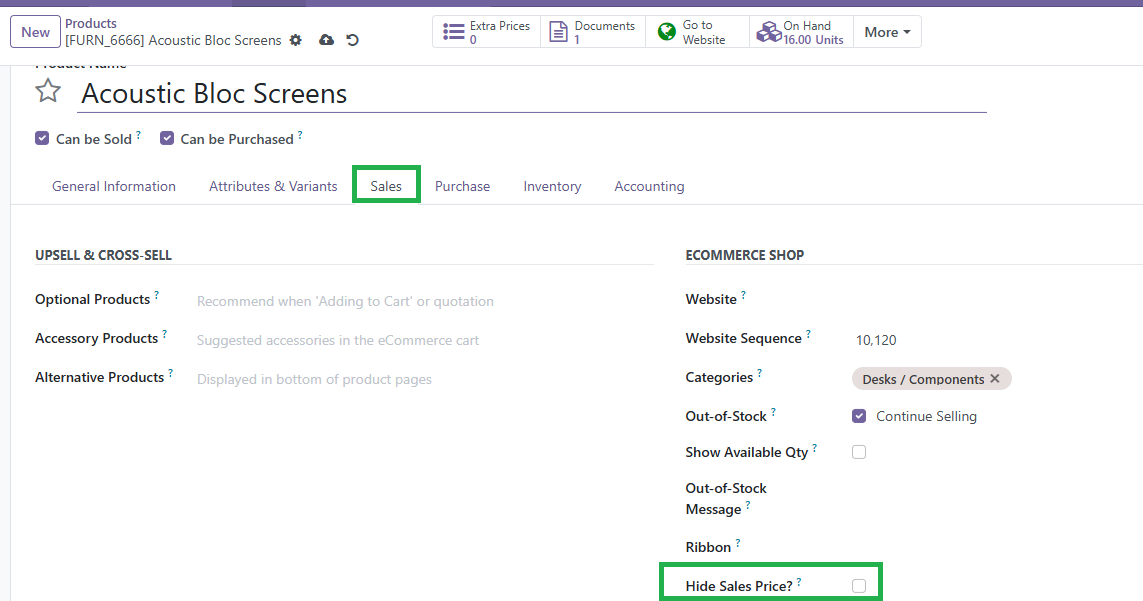 New
Products
[FURN_6666] Acoustic Bloc Screens
Extra Prices
0
Documents
1
Go to
Website
On Hand
16.00 Units
More
Product Name
Acoustic Bloc Screens
Can be Sold ?
Can be Purchased ?
General Information
Attributes & Variants
Sales
Purchase
Inventory
Accounting
UPSELL & CROSS-SELL
Optional Products ? Recommend when 'Adding to Cart' or quotation
Accessory Products ? Suggested accessories in the eCommerce cart
Alternative Products ? Displayed in bottom of product pages
ECOMMERCE SHOP
Website ?
Website Sequence ? 10,120
Categories ? Desks / Components ✕
Out-of-Stock ? Continue Selling
Show Available Qty ?
Out-of-Stock
Message ?
Ribbon ?
Hide Sales Price? ?